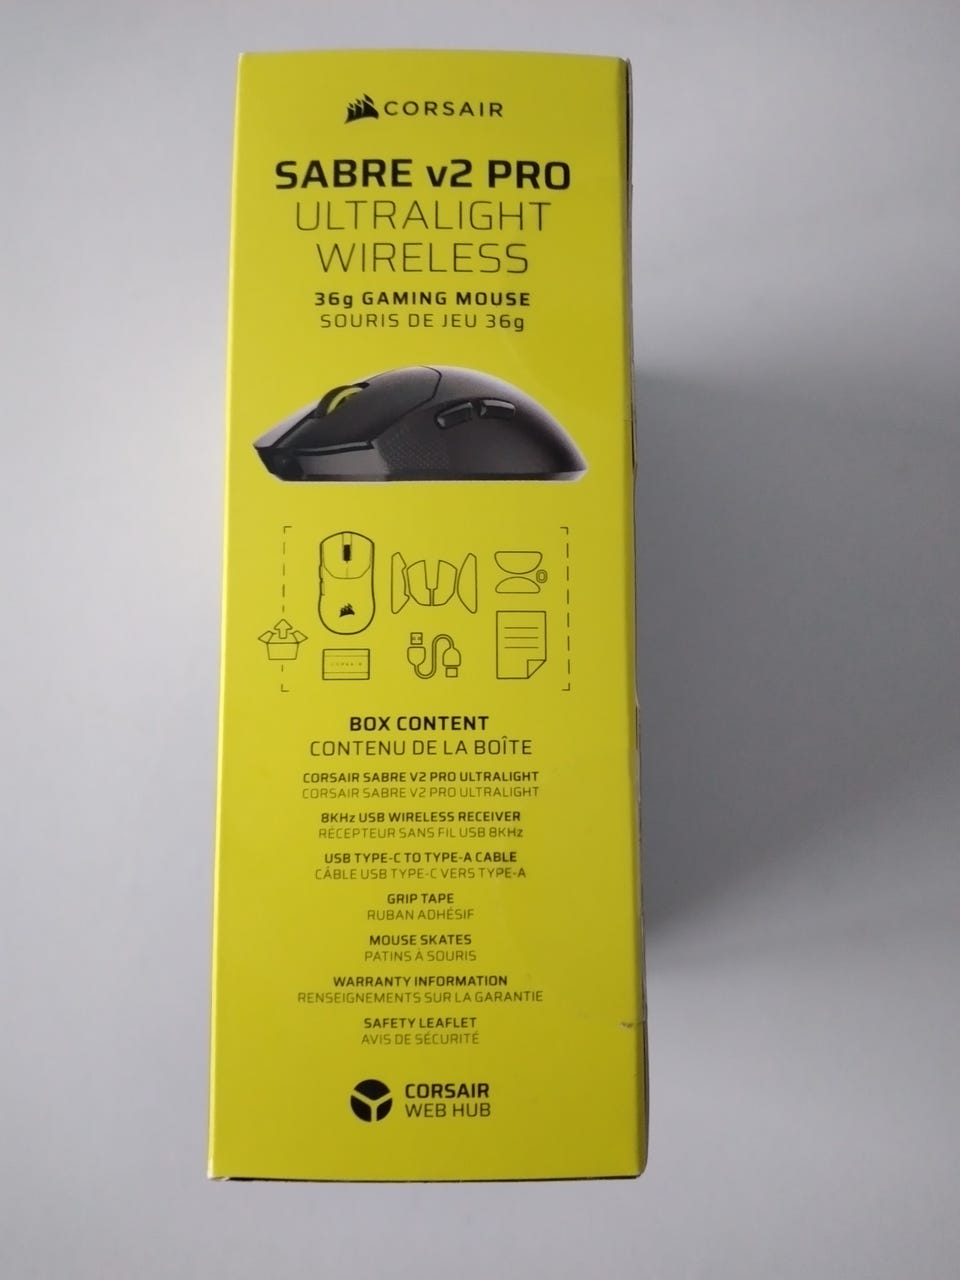 CORSAIR
SABRE v2 PRO
ULTRALIGHT
WIRELESS
36g GAMING MOUSE
SOURIS DE JEU 36g
CORSAIR
BOX CONTENT
CONTENU DE LA BOÎTE
CORSAIR SABRE V2 PRO ULTRALIGHT
CORSAIR SABRE V2 PRO ULTRALIGHT
8KHz USB WIRELESS RECEIVER
RÉCEPTEUR SANS FIL USB 8KHz
USB TYPE-C TO TYPE-A CABLE
CÂBLE USB TYPE-C VERS TYPE-A
GRIP TAPE
RUBAN ADHÉSIF
MOUSE SKATES
PATINS À SOURIS
WARRANTY INFORMATION
RENSEIGNEMENTS SUR LA GARANTIE
SAFETY LEAFLET
AVIS DE SÉCURITÉ
CORSAIR
WEB HUB